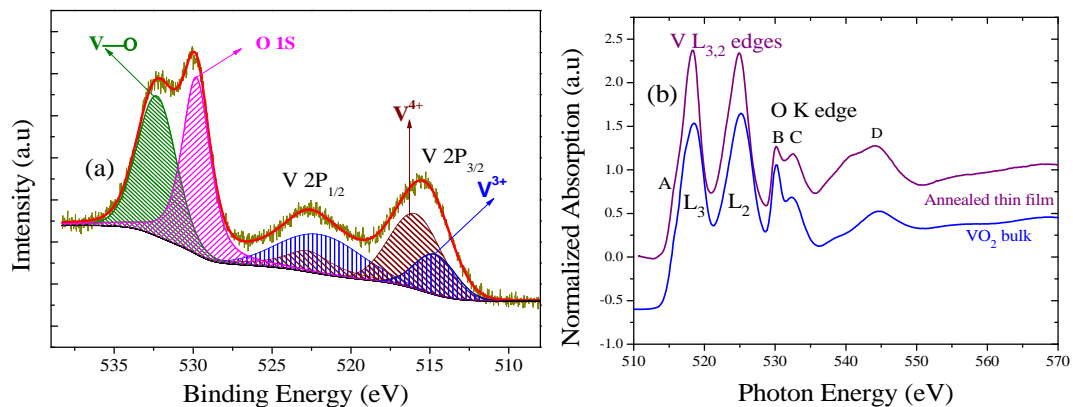 V—O
O 1S
V4+
(a)
V 2P1/2
V 2P3/2
V3+
Intensity (a.u)
535 530 525 520 515 510
Binding Energy (eV)
V L3,2 edges
(b)
O K edge
B C
D
A
L3
L2
Annealed thin film
VO2 bulk
2.5
2.0
1.5
1.0
0.5
0.0
-0.5
-1.0
Normalized Absorption (a.u)
510 520 530 540 550 560 570
Photon Energy (eV)